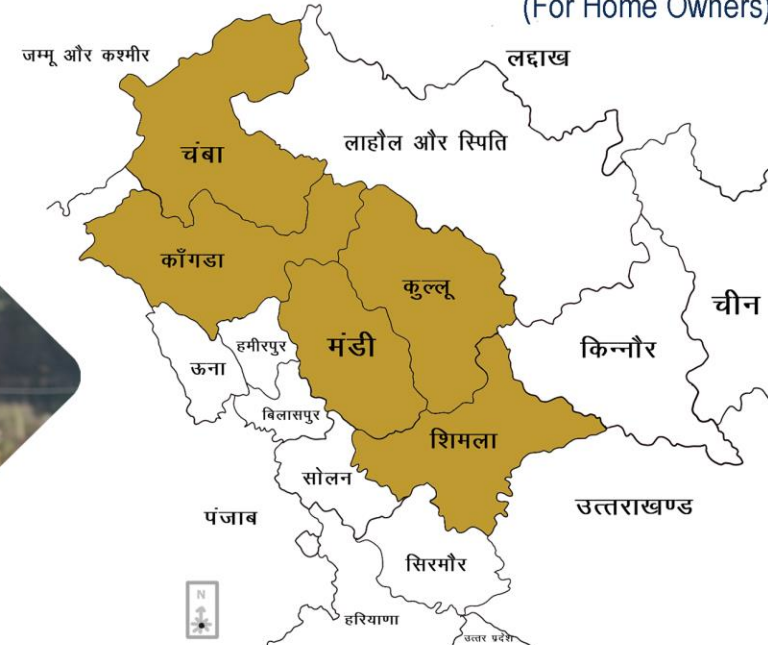 (For Home Owners)
जम्मू और कश्मीर
लद्दाख
चंबा
लाहौल और स्पिति
काँगडा
कुल्लू
चीन
मंडी
हमीरपुर
किन्नौर
ऊना
बिलासपुर
शिमला
सोलन
पंजाब
उत्तराखण्ड
सिरमौर
N
हरियाणा
उत्तर प्रदेश